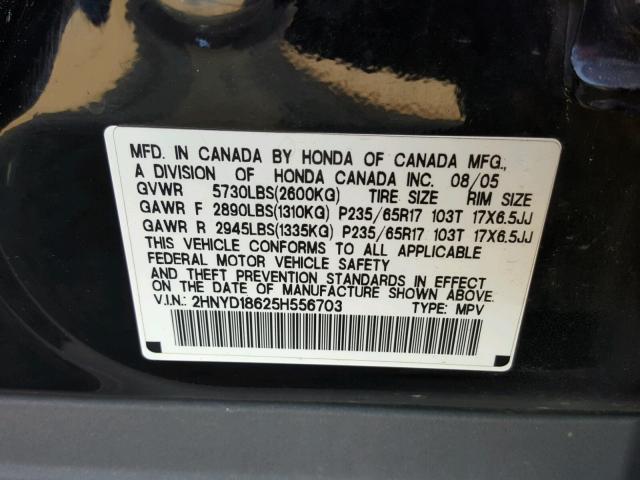 MFD. IN CANADA BY HONDA OF CANADA MFG.,
A DIVISION OF HONDA CANADA INC. 08/05
GVWR 5730LBS(2600KG) TIRE SIZE RIM SIZE
GAWR F 2890LBS(1310KG) P235/65R17 103T 17X6.5JJ
GAWR R 2945LBS(1335KG) P235/65R17 103T 17X6.5JJ
THIS VEHICLE CONFORMS TO ALL APPLICABLE
FEDERAL MOTOR VEHICLE SAFETY
AND THEFT PREVENTION STANDARDS IN EFFECT
ON THE DATE OF MANUFACTURE SHOWN ABOVE.
V.I.N.: 2HNYD18625H556703 TYPE: MPV